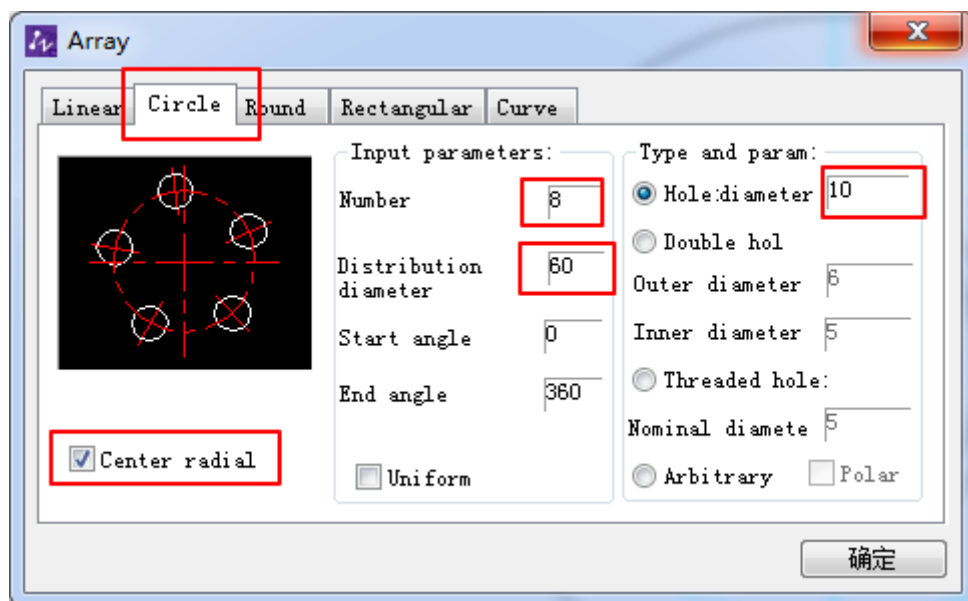 Array
Linear Circle Round Rectangular Curve
Input parameters:
Number 8
Distribution
diameter 60
Start angle 0
End angle 360
Uniform
Center radial
Type and param:
Hole:diameter 10
Double hol
Outer diameter 6
Inner diameter 5
Threaded hole:
Nominal diamete 5
Arbitrary Polar
确定